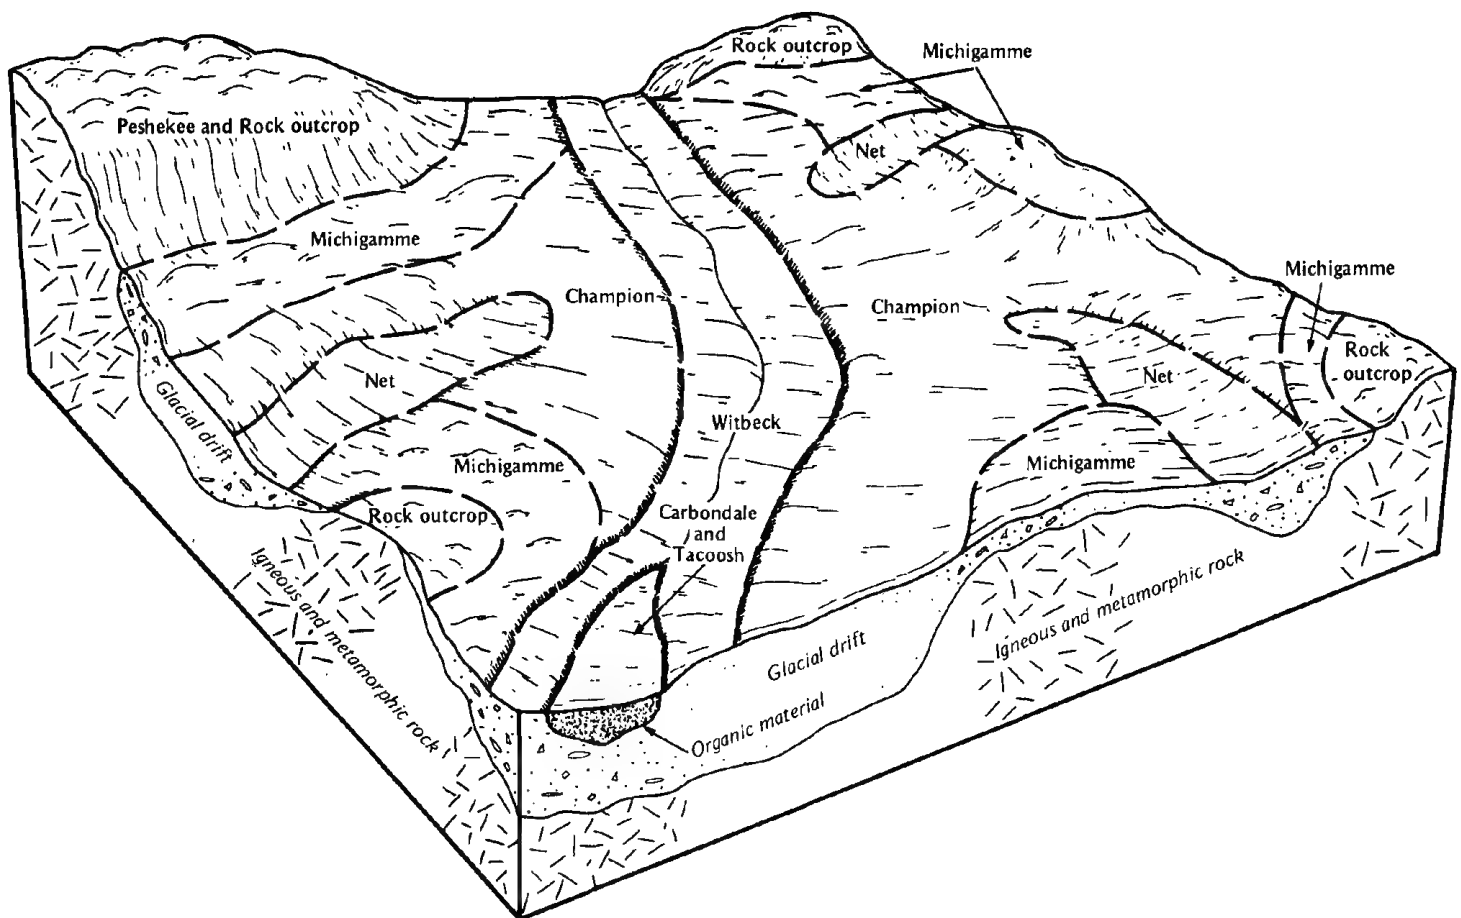 Rock outcrop
Michigamme
Peshekee and Rock outcrop
Net
Michigamme
Michigamme
Champion
Champion
Rock
outcrop
Net
Net
Glacial drift
Witbeck
Michigamme
Michigamme
Rock outcrop
Carbondale
and
Tacoosh
Igneous and metamorphic rock
Igneous and metamorphic rock
Glacial drift
Organic material